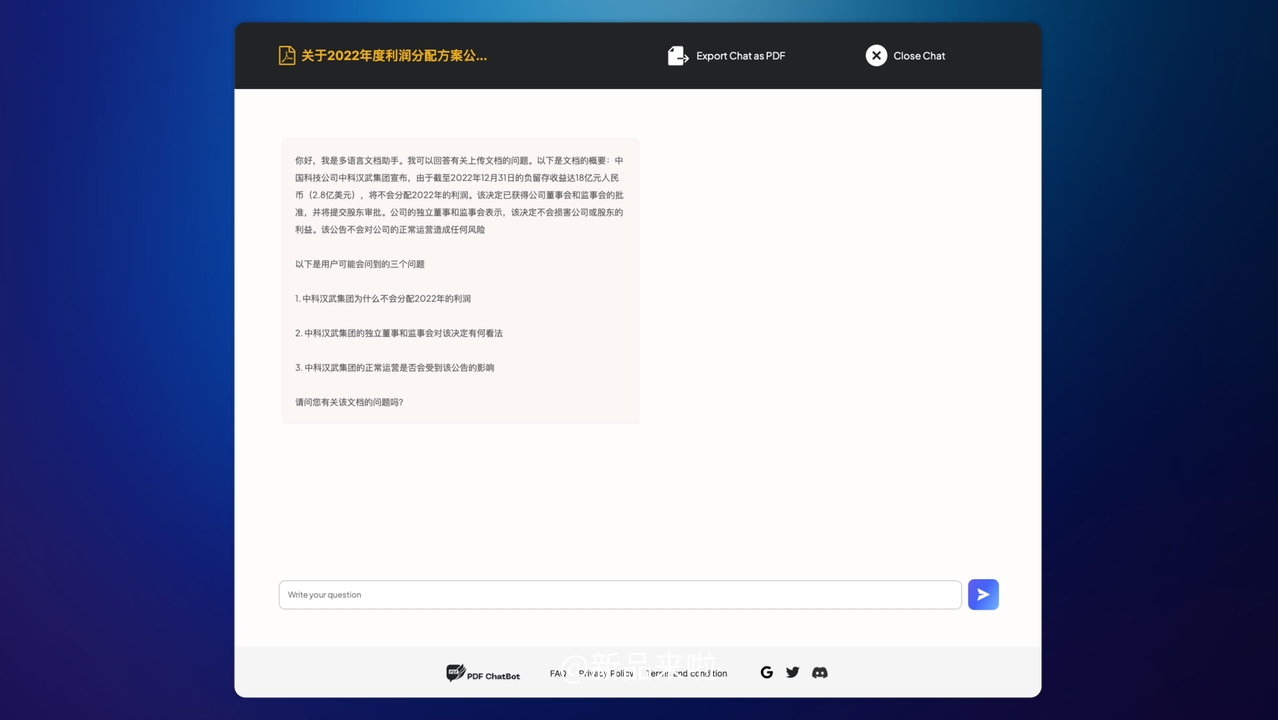 关于2022年度利润分配方案公...
Export Chat as PDF
Close Chat
你好，我是多语言文档助手。我可以回答有关上传文档的问题。以下是文档的概要：中
国科技公司中科汉武集团宣布，由于截至2022年12月31日的负留存收益达18亿元人民
币（2.8亿美元），将不会分配2022年的利润。该决定已获得公司董事会和监事会的批
准，并将提交股东审批。公司的独立董事和监事会表示，该决定不会损害公司或股东的
利益。该公告不会对公司的正常运营造成任何风险
以下是用户可能会问到的三个问题
1. 中科汉武集团为什么不会分配2022年的利润
2. 中科汉武集团的独立董事和监事会对该决定有何看法
3. 中科汉武集团的正常运营是否会受到该公告的影响
请问您有关该文档的问题吗?
Write your question
@新品来啦
PDF ChatBot
FAQ
Privacy Policy
Terms and condition